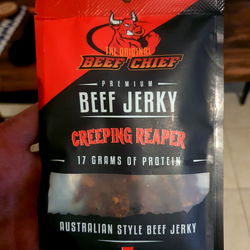 THE ORIGINAL
BEEF CHIEF
PREMIUM
BEEF JERKY
CREEPING REAPER
17 GRAMS OF PROTEIN
AUSTRALIAN STYLE BEEF JERKY